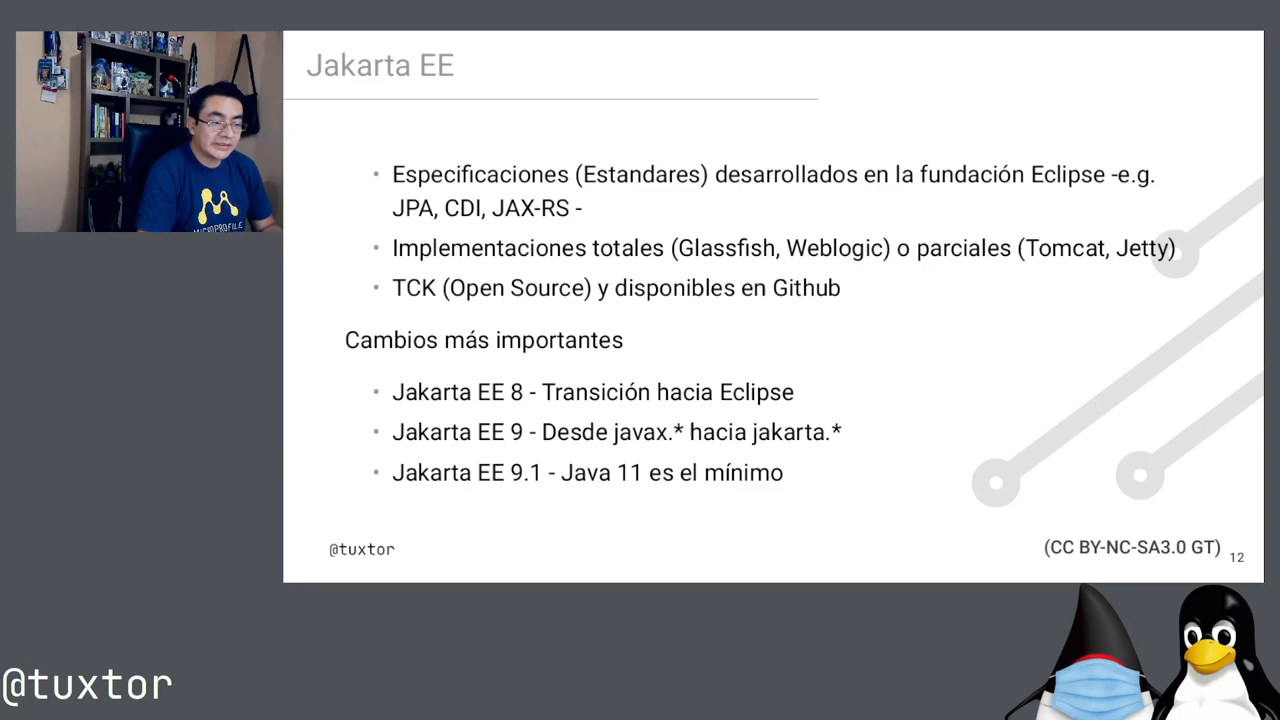 Jakarta EE
• Especificaciones (Estandares) desarrollados en la fundación Eclipse -e.g.
JPA, CDI, JAX-RS -
• Implementaciones totales (Glassfish, Weblogic) o parciales (Tomcat, Jetty)
• TCK (Open Source) y disponibles en Github
Cambios más importantes
• Jakarta EE 8 - Transición hacia Eclipse
• Jakarta EE 9 - Desde javax.* hacia jakarta.*
• Jakarta EE 9.1 - Java 11 es el mínimo
@tuxtor
(CC BY-NC-SA3.0 GT)
12
MICROPROFILE
@tuxtor